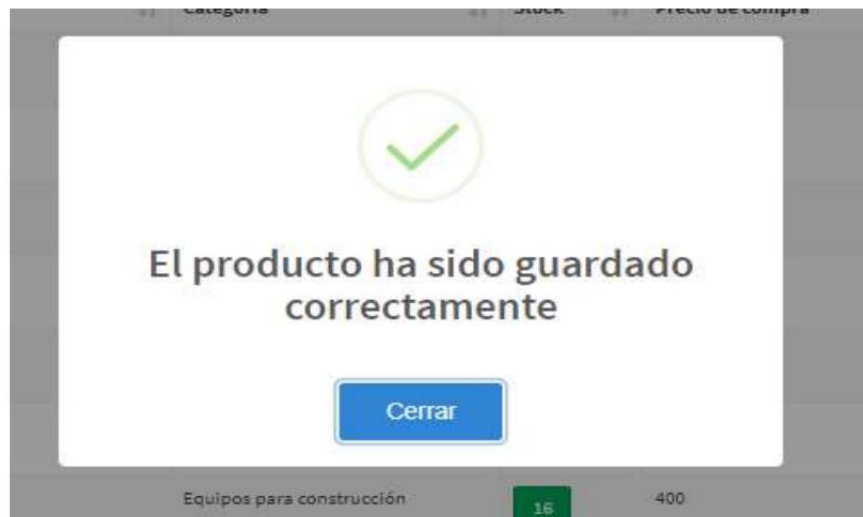 Categoría Stock Precio de compra
El producto ha sido guardado
correctamente
Cerrar
Equipos para construcción 16 400